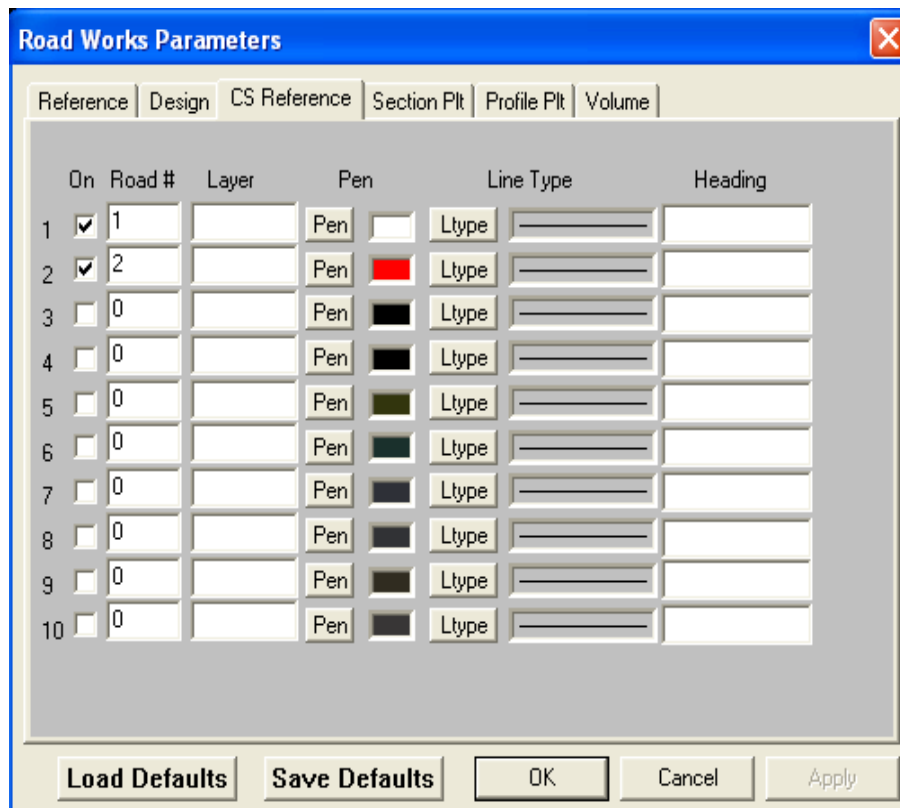 Road Works Parameters
Reference Design CS Reference Section Plt Profile Plt Volume
On Road # Layer Pen Line Type Heading
1 1 Pen Ltype
2 2 Pen Ltype
3 0 Pen Ltype
4 0 Pen Ltype
5 0 Pen Ltype
6 0 Pen Ltype
7 0 Pen Ltype
8 0 Pen Ltype
9 0 Pen Ltype
10 0 Pen Ltype
Load Defaults Save Defaults OK Cancel Apply